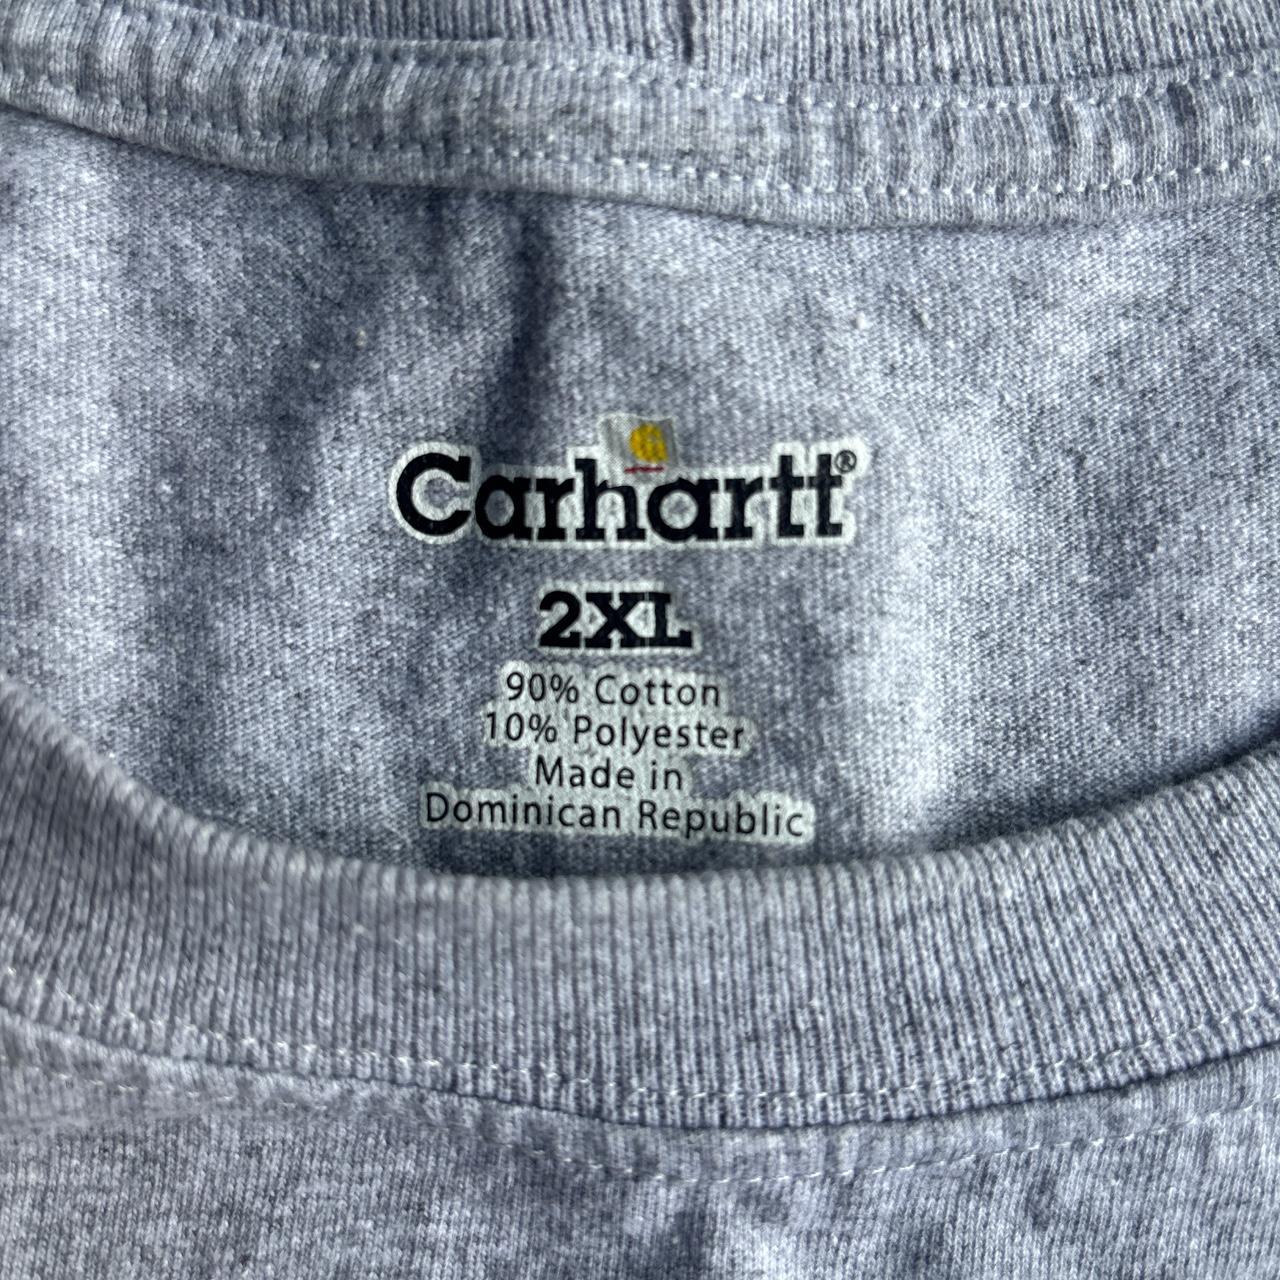 Carhartt®
2XL
90% Cotton
10% Polyester
Made in
Dominican Republic